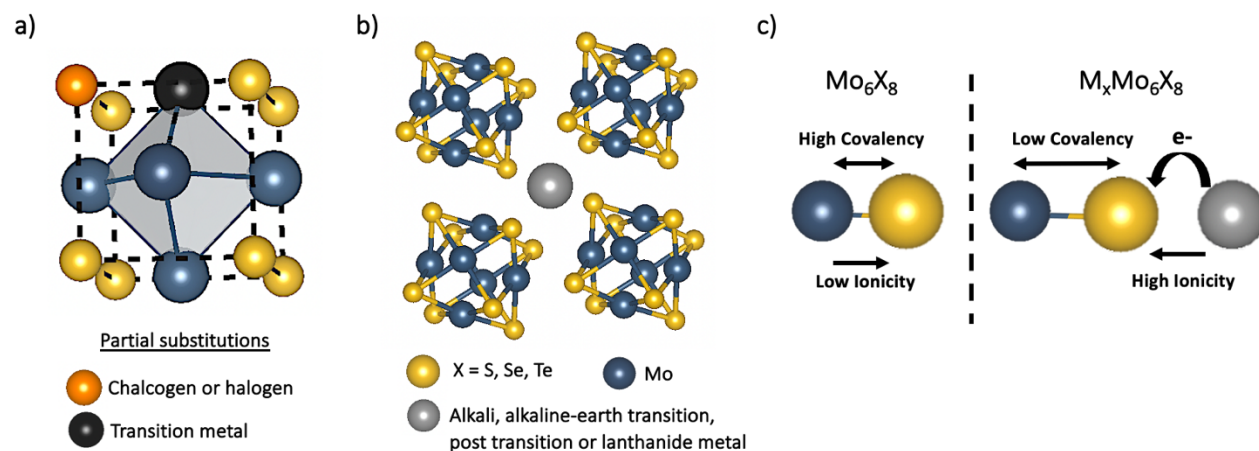 a)
Partial substitutions
Chalcogen or halogen
Transition metal
b)
X = S, Se, Te
Mo
Alkali, alkaline-earth transition,
post transition or lanthanide metal
c)
Mo₆X₈
High Covalency
Low Ionicity
MₓMo₆X₈
Low Covalency
e-
High Ionicity